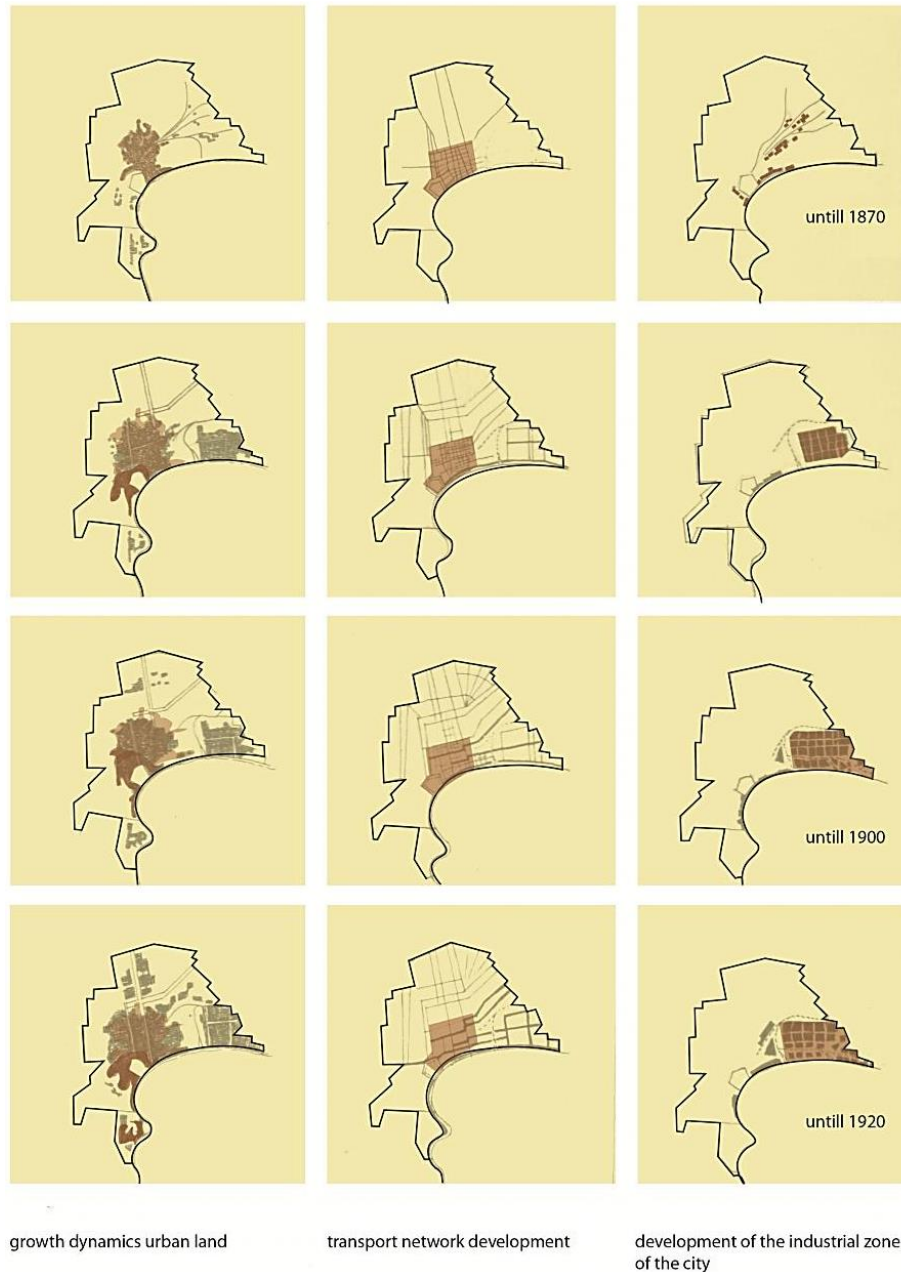 untill 1870
untill 1900
untill 1920
growth dynamics urban land
transport network development
development of the industrial zone
of the city